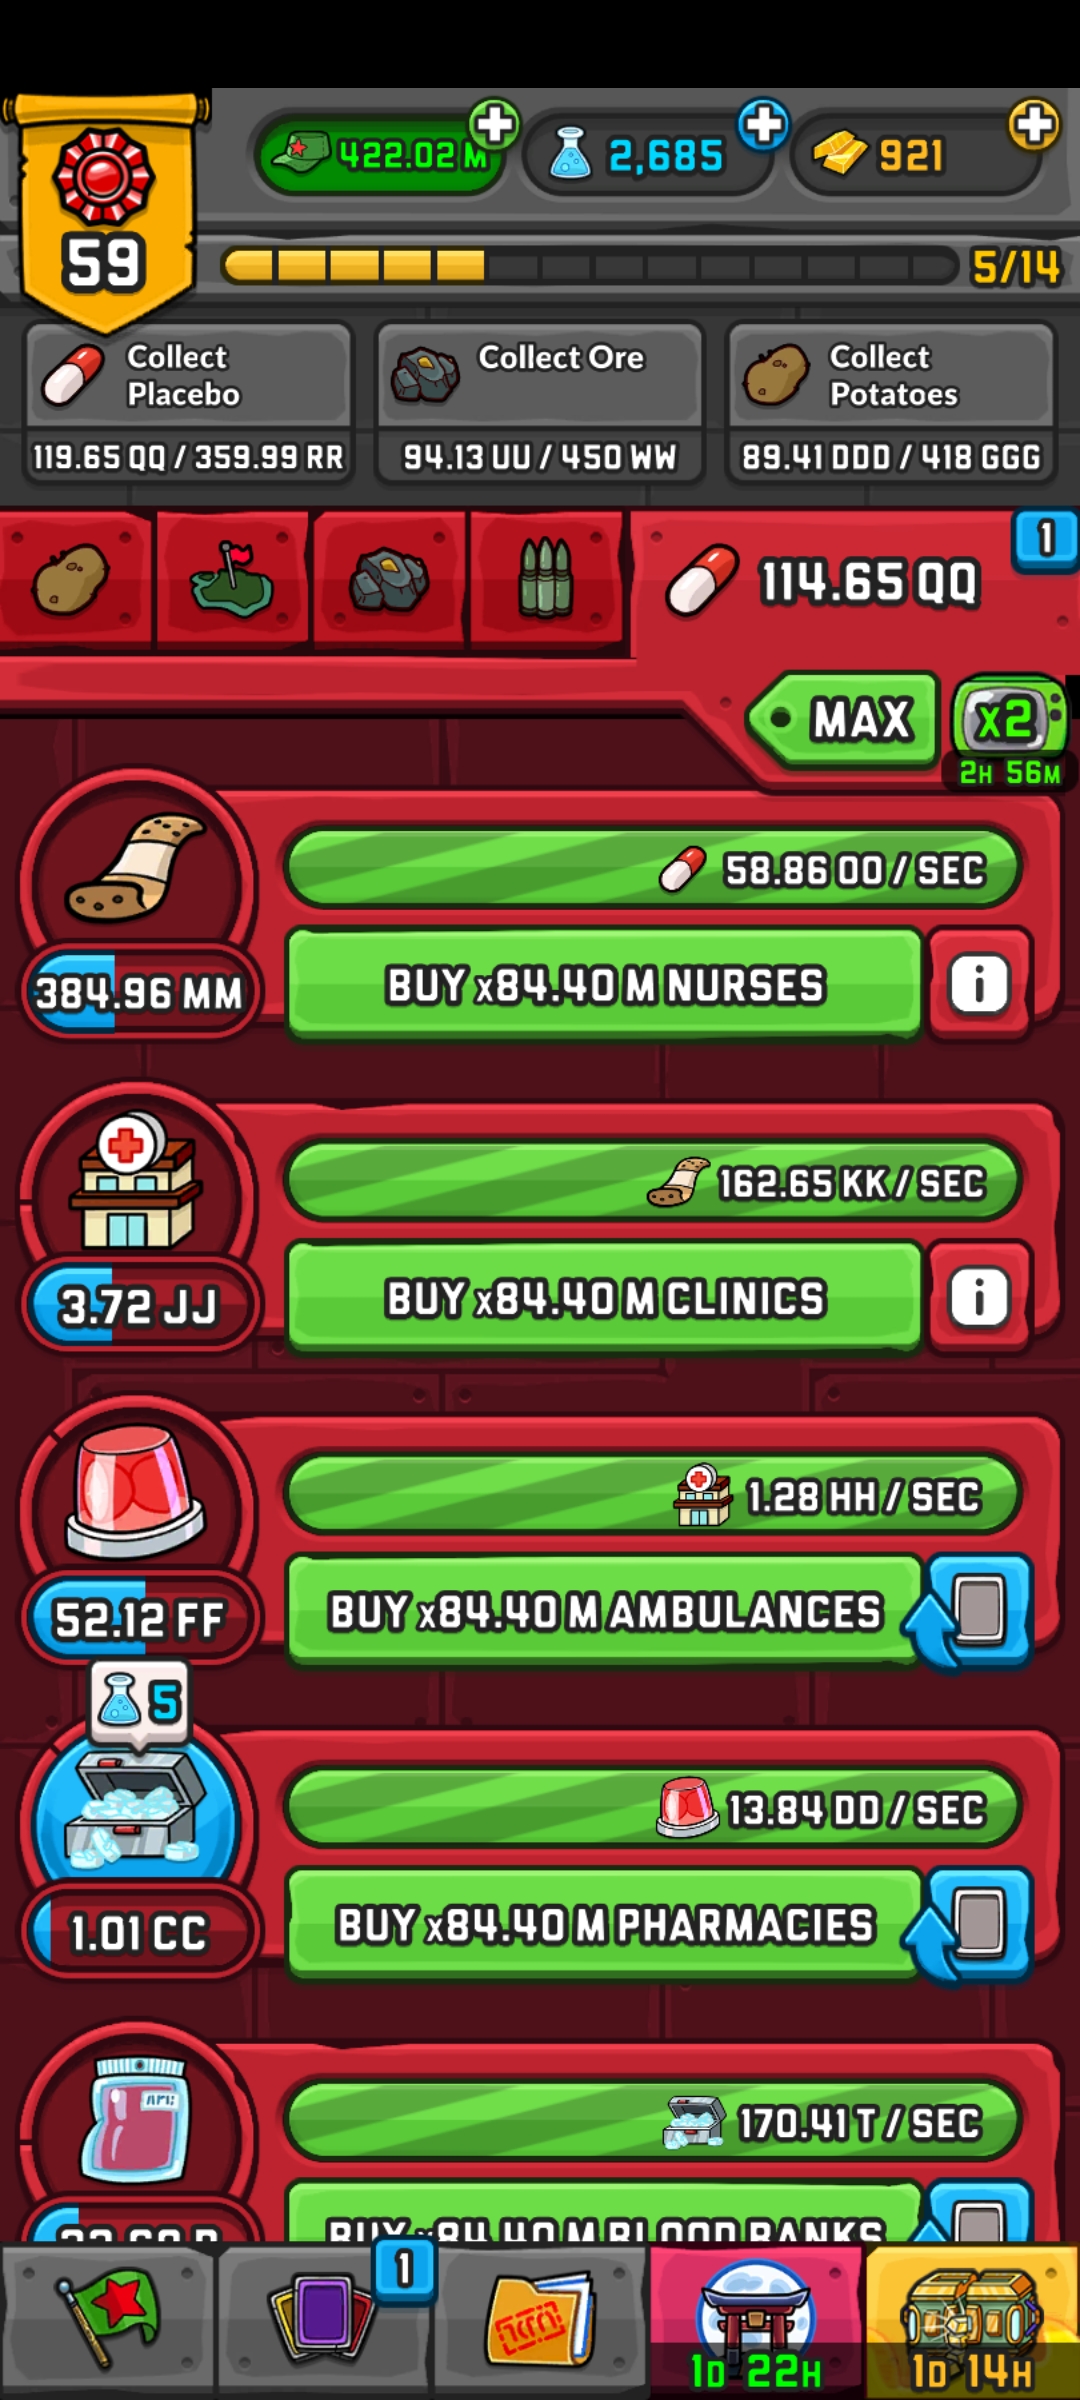 59
422.02 M
2,685
921
5/14
Collect
Placebo
119.65 QQ / 359.99 RR
Collect Ore
94.13 UU / 450 WW
Collect
Potatoes
89.41 DDD / 418 GGG
114.65 QQ
1
MAX
x2
2H 56M
58.86 OO / SEC
384.96 MM
BUY x84.40 M NURSES
i
162.65 KK / SEC
3.72 JJ
BUY x84.40 M CLINICS
i
1.28 HH / SEC
52.12 FF
BUY x84.40 M AMBULANCES
5
13.84 DD / SEC
1.01 CC
BUY x84.40 M PHARMACIES
170.41 T / SEC
BUY x84.40 M BLOOD BANKS
1
1D 22H
1D 14H